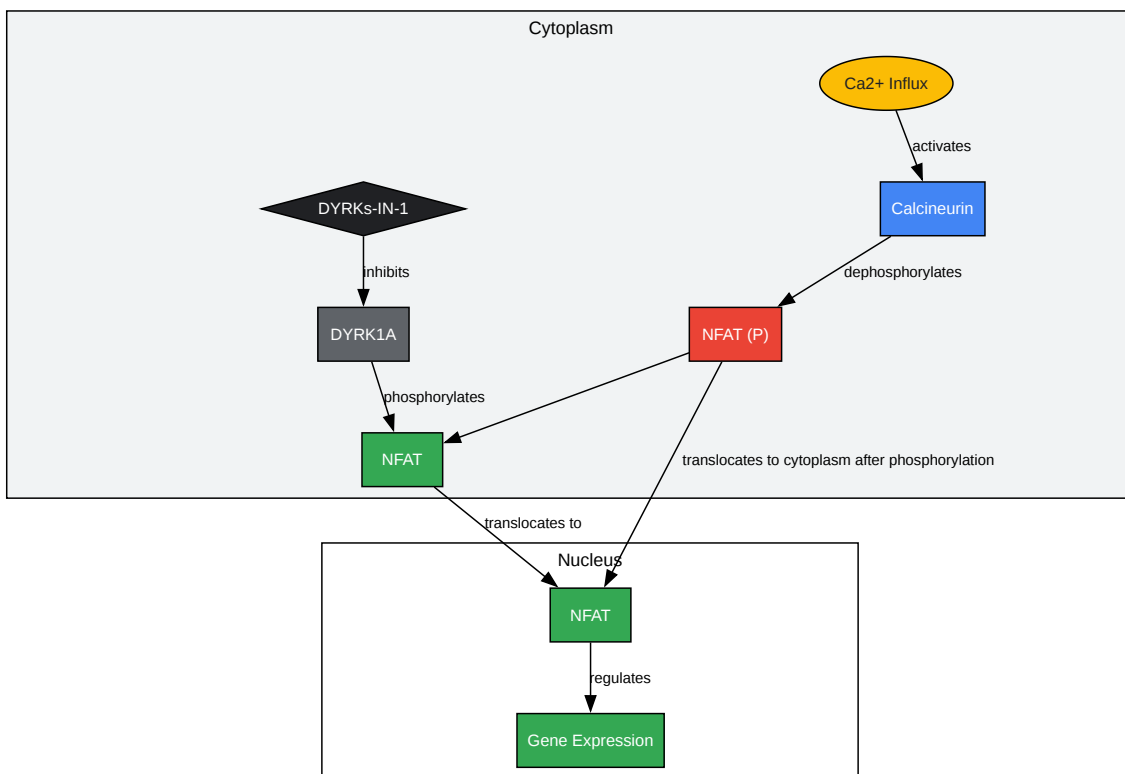 Cytoplasm
Ca2+ Influx
activates
DYRKs-IN-1
Calcineurin
inhibits
dephosphorylates
DYRK1A
NFAT (P)
phosphorylates
NFAT
translocates to cytoplasm after phosphorylation
translocates to
Nucleus
NFAT
regulates
Gene Expression